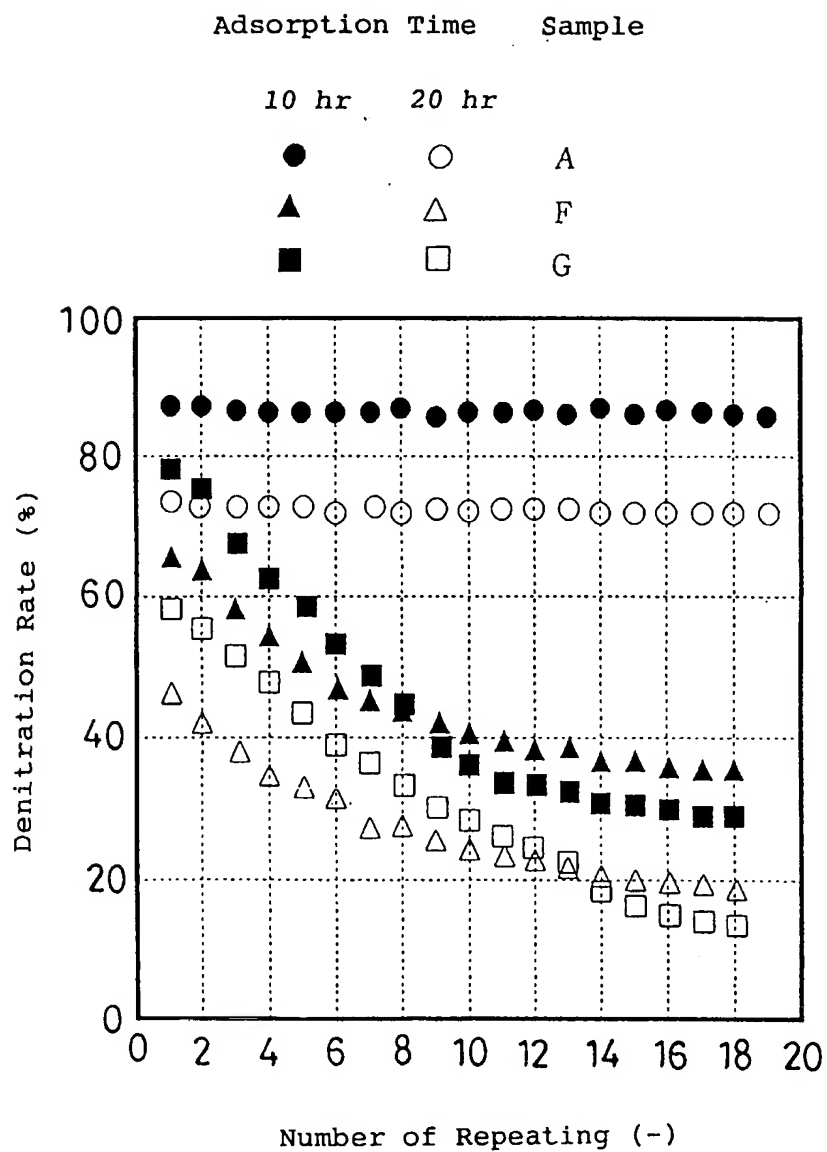 Adsorption Time Sample
10 hr 20 hr
A
F
G
100
80
60
40
20
0
Denitration Rate (%)
0 2 4 6 8 10 12 14 16 18 20
Number of Repeating (-)